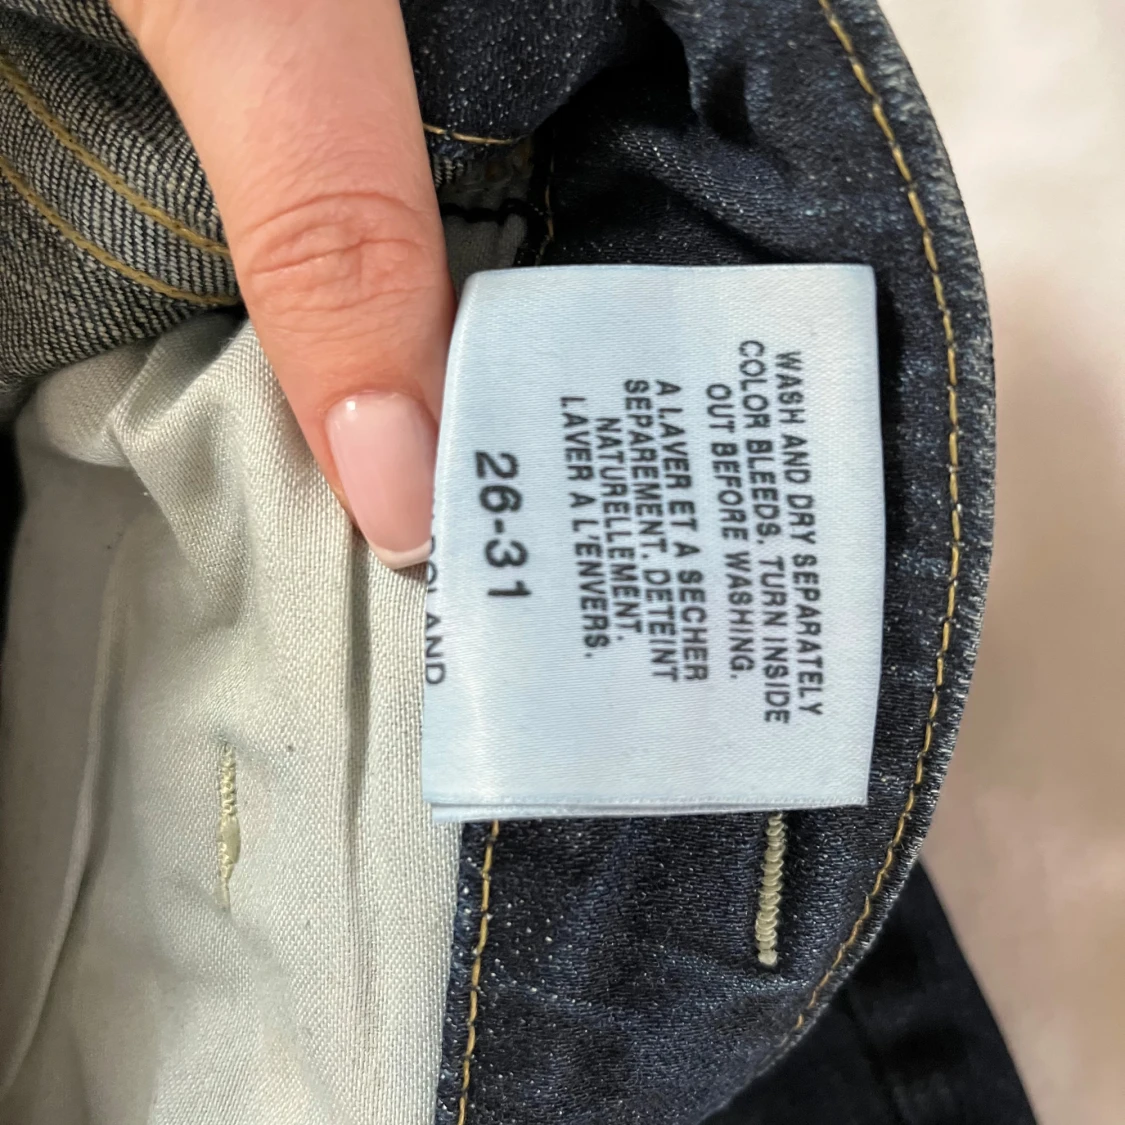 WASH AND DRY SEPARATELY
COLOR BLEEDS. TURN INSIDE
OUT BEFORE WASHING.
A LAVER ET A SECHER
SEPAREMENT. DETEINT
NATURELLEMENT.
LAVER A L'ENVERS.
26-31